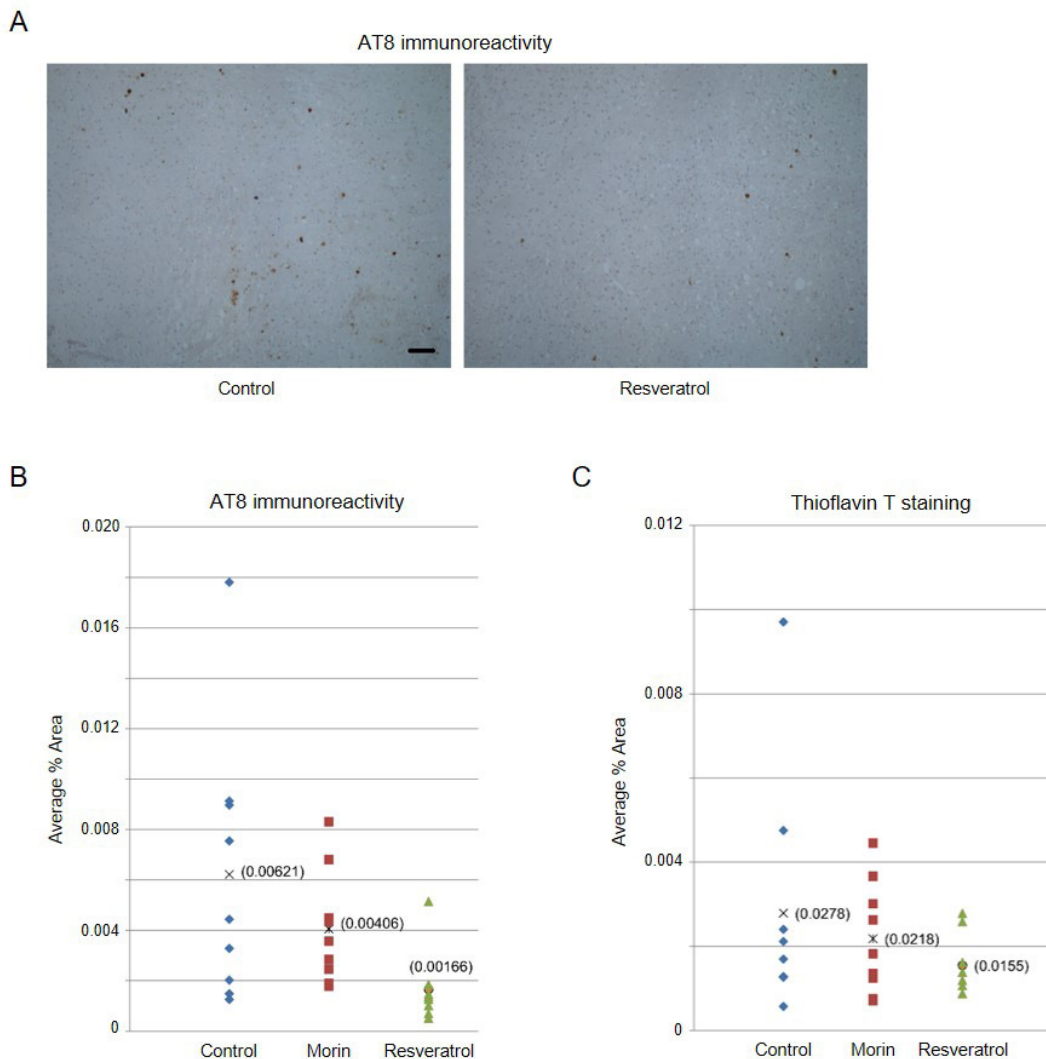 A
AT8 immunoreactivity
Control
Resveratrol
B
AT8 immunoreactivity
Average % Area
0.020
0.016
0.012
0.008
0.004
0
(0.00621)
(0.00406)
(0.00166)
Control
Morin
Resveratrol
C
Thioflavin T staining
Average % Area
0.012
0.008
0.004
0
(0.0278)
(0.0218)
(0.0155)
Control
Morin
Resveratrol